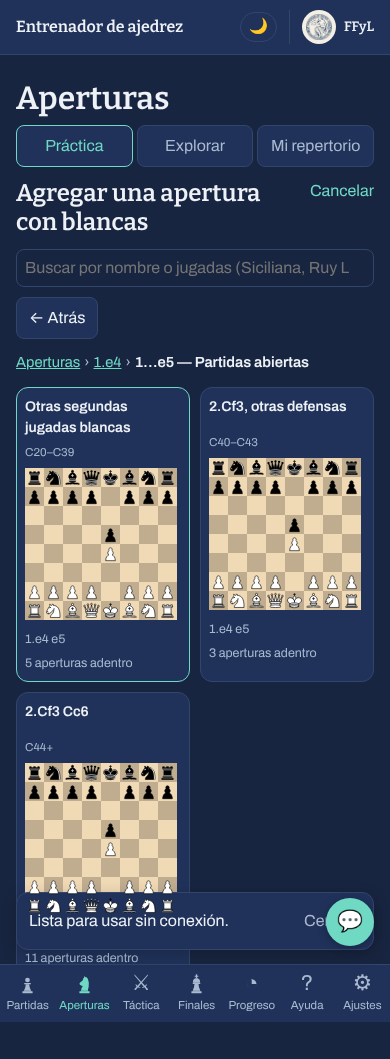 Entrenador de ajedrez
FFyL
Aperturas
Práctica
Explorar
Mi repertorio
Agregar una apertura
con blancas
Cancelar
Buscar por nombre o jugadas (Siciliana, Ruy L
← Atrás
Aperturas › 1.e4 › 1...e5 — Partidas abiertas
Otras segundas
jugadas blancas
C20–C39
1.e4 e5
5 aperturas adentro
2.Cf3, otras defensas
C40–C43
1.e4 e5
3 aperturas adentro
2.Cf3 Cc6
C44+
Lista para usar sin conexión.
11 aperturas adentro
Partidas
Aperturas
Táctica
Finales
Progreso
?
Ayuda
Ajustes